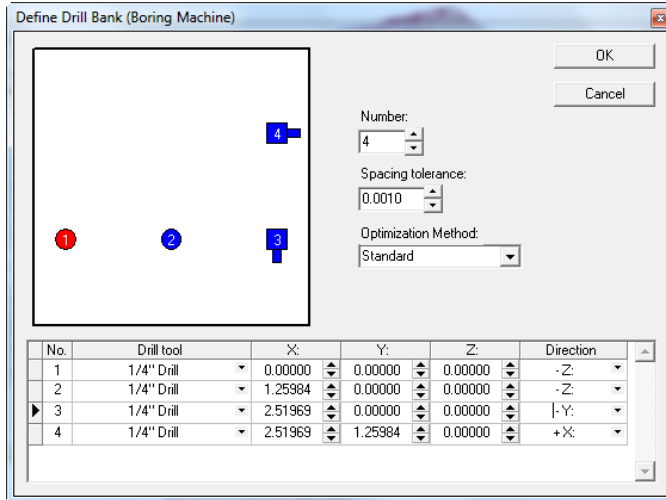 Define Drill Bank (Boring Machine)
OK
Cancel
Number:
4
Spacing tolerance:
0.0010
Optimization Method:
Standard
4
1
2
3
No. Drill tool X: Y: Z: Direction
1 1/4" Drill 0.00000 0.00000 0.00000 -Z:
2 1/4" Drill 1.25984 0.00000 0.00000 -Z:
3 1/4" Drill 2.51969 0.00000 0.00000 -Y:
4 1/4" Drill 2.51969 1.25984 0.00000 +X: